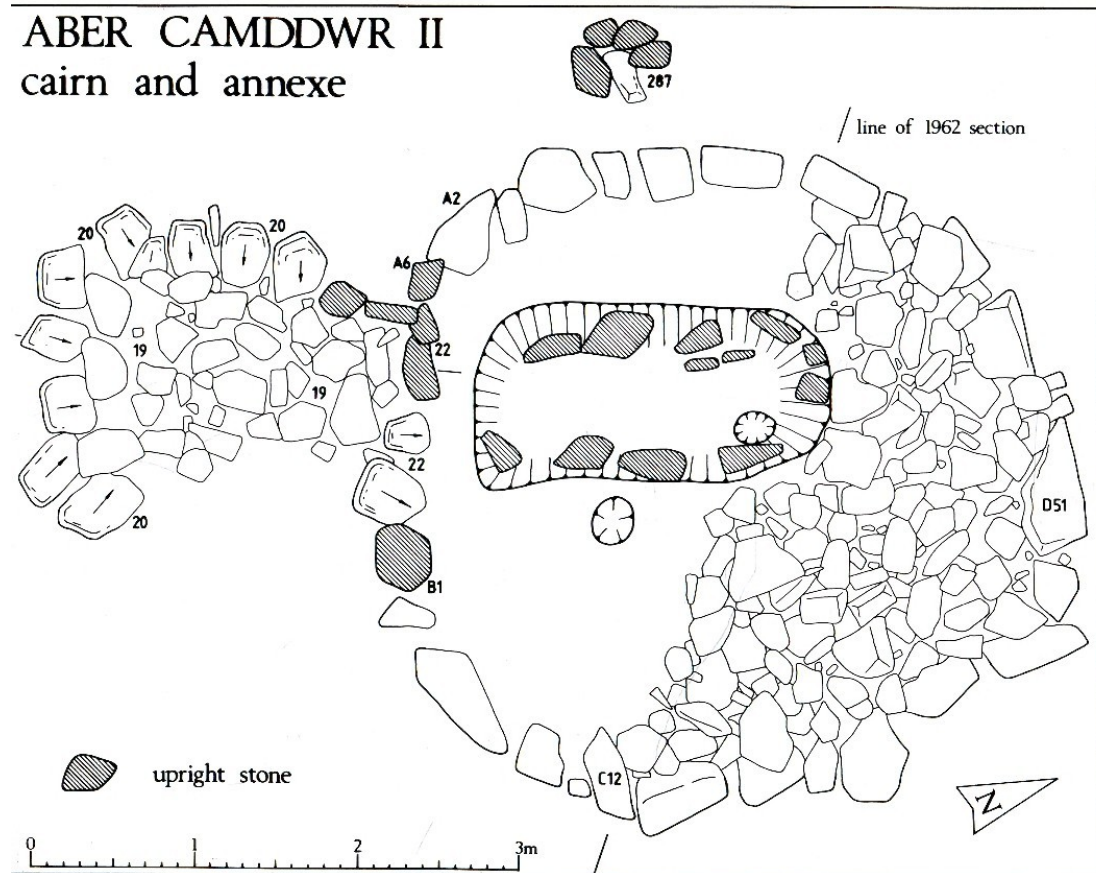 ABER CAMDDWR II
cairn and annexe
287
line of 1962 section
A2
20
20
A6
19
22
19
22
D51
20
B1
C12
upright stone
N
0 1 2 3m